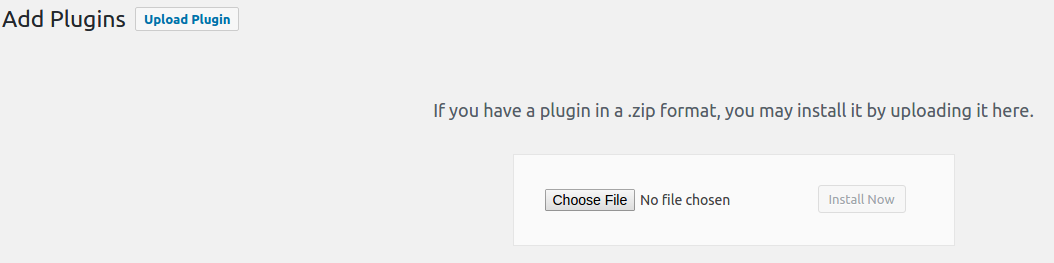 Add Plugins Upload Plugin
If you have a plugin in a .zip format, you may install it by uploading it here.
Choose File No file chosen Install Now